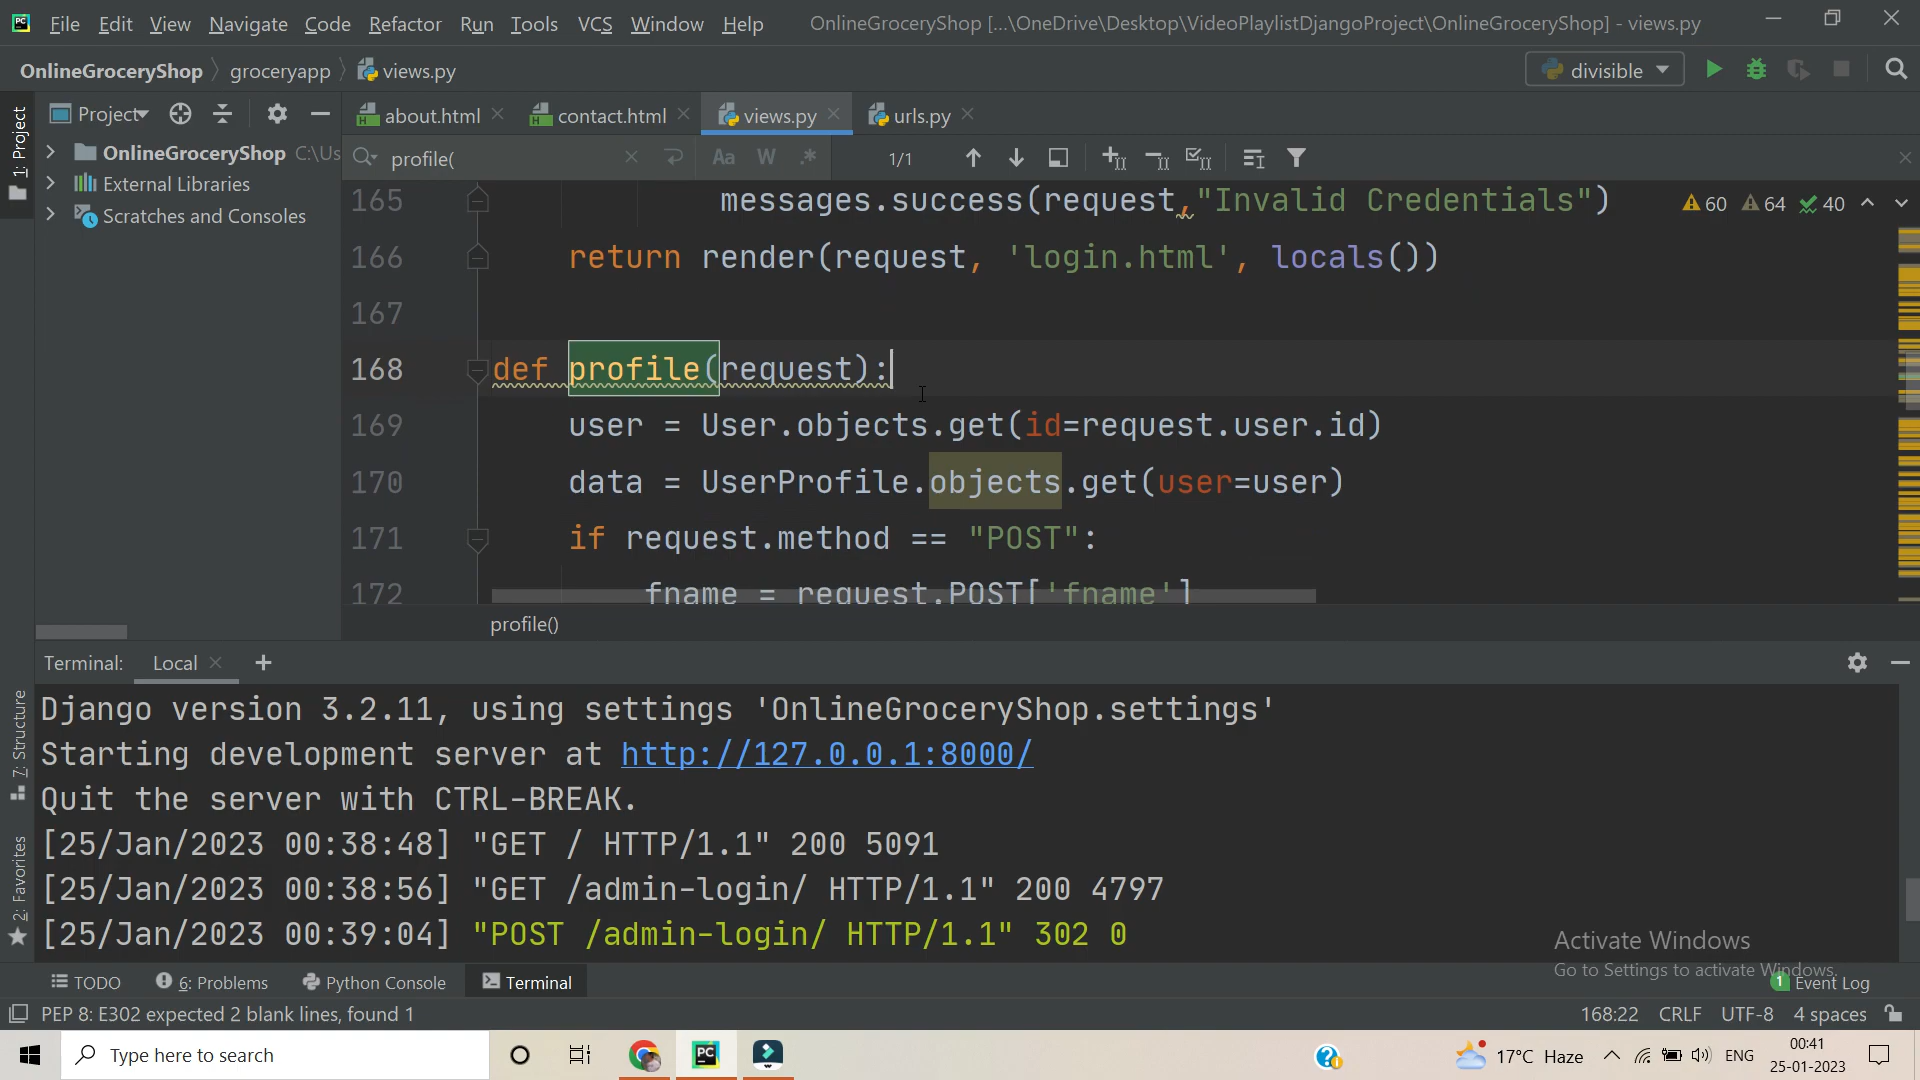 File Edit View Navigate Code Refactor Run Tools VCS Window Help OnlineGroceryShop [...\OneDrive\Desktop\VideoPlaylistDjangoProject\OnlineGroceryShop] - views.py
OnlineGroceryShop groceryapp views.py divisible
1: Project
Project about.html contact.html views.py urls.py
OnlineGroceryShop C:\Us
External Libraries
Scratches and Consoles
profile( Aa W .* 1/1
60 64 40
165 messages.success(request,"Invalid Credentials")
166 return render(request, 'login.html', locals())
167
168 def profile(request):
169 user = User.objects.get(id=request.user.id)
170 data = UserProfile.objects.get(user=user)
171 if request.method == "POST":
172 fname = request.POST['fname']
profile()
Terminal: Local +
7: Structure
2: Favorites
Django version 3.2.11, using settings 'OnlineGroceryShop.settings'
Starting development server at http://127.0.0.1:8000/
Quit the server with CTRL-BREAK.
[25/Jan/2023 00:38:48] "GET / HTTP/1.1" 200 5091
[25/Jan/2023 00:38:56] "GET /admin-login/ HTTP/1.1" 200 4797
[25/Jan/2023 00:39:04] "POST /admin-login/ HTTP/1.1" 302 0
Activate Windows
Go to Settings to activate Windows.
TODO 6: Problems Python Console Terminal 1 Event Log
PEP 8: E302 expected 2 blank lines, found 1 168:22 CRLF UTF-8 4 spaces
Type here to search 17°C Haze ENG 00:41
25-01-2023